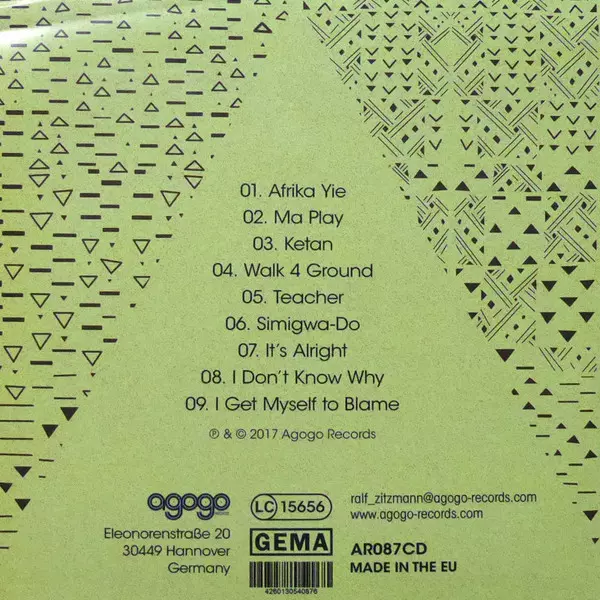 01. Afrika Yie
02. Ma Play
03. Ketan
04. Walk 4 Ground
05. Teacher
06. Simigwa-Do
07. It's Alright
08. I Don't Know Why
09. I Get Myself to Blame
℗ & © 2017 Agogo Records
agogo
Eleonorenstraße 20
30449 Hannover
Germany
LC 15656
GEMA
4260130540876
ralf_zitzmann@agogo-records.com
www.agogo-records.com
AR087CD
MADE IN THE EU